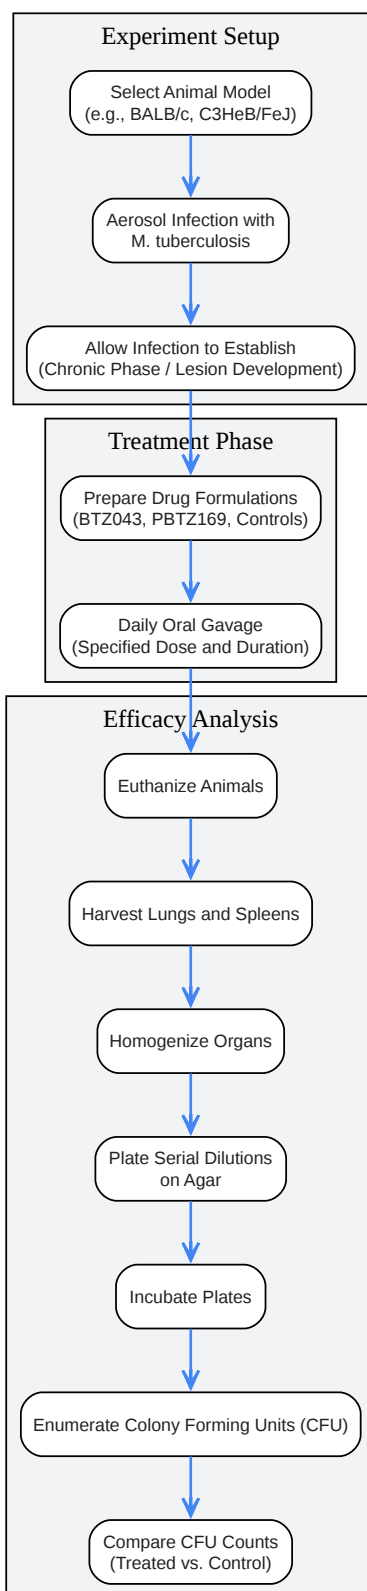 Experiment Setup
Select Animal Model
(e.g., BALB/c, C3HeB/FeJ)
Aerosol Infection with
M. tuberculosis
Allow Infection to Establish
(Chronic Phase / Lesion Development)
Treatment Phase
Prepare Drug Formulations
(BTZ043, PBTZ169, Controls)
Daily Oral Gavage
(Specified Dose and Duration)
Efficacy Analysis
Euthanize Animals
Harvest Lungs and Spleens
Homogenize Organs
Plate Serial Dilutions
on Agar
Incubate Plates
Enumerate Colony Forming Units (CFU)
Compare CFU Counts
(Treated vs. Control)